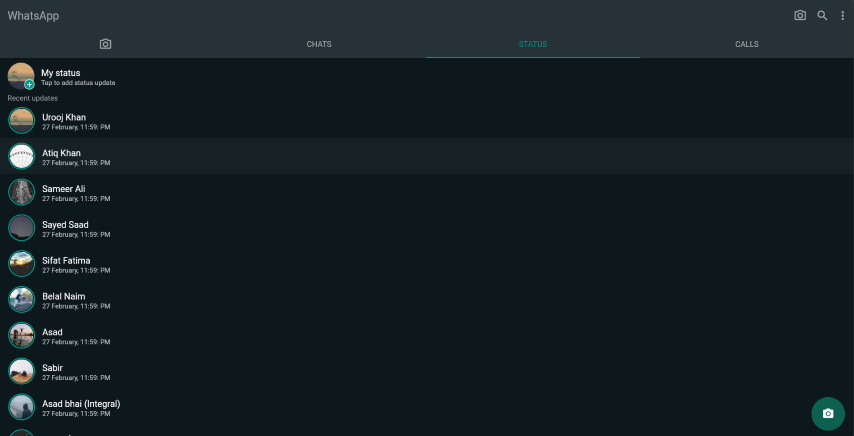 WhatsApp
CHATS
STATUS
CALLS
My status
Tap to add status update
Recent updates
Urooj Khan
27 February, 11:59: PM
Atiq Khan
27 February, 11:59: PM
Sameer Ali
27 February, 11:59: PM
Sayed Saad
27 February, 11:59: PM
Sifat Fatima
27 February, 11:59: PM
Belal Naim
27 February, 11:59: PM
Asad
27 February, 11:59: PM
Sabir
27 February, 11:59: PM
Asad bhai (Integral)
27 February, 11:59: PM